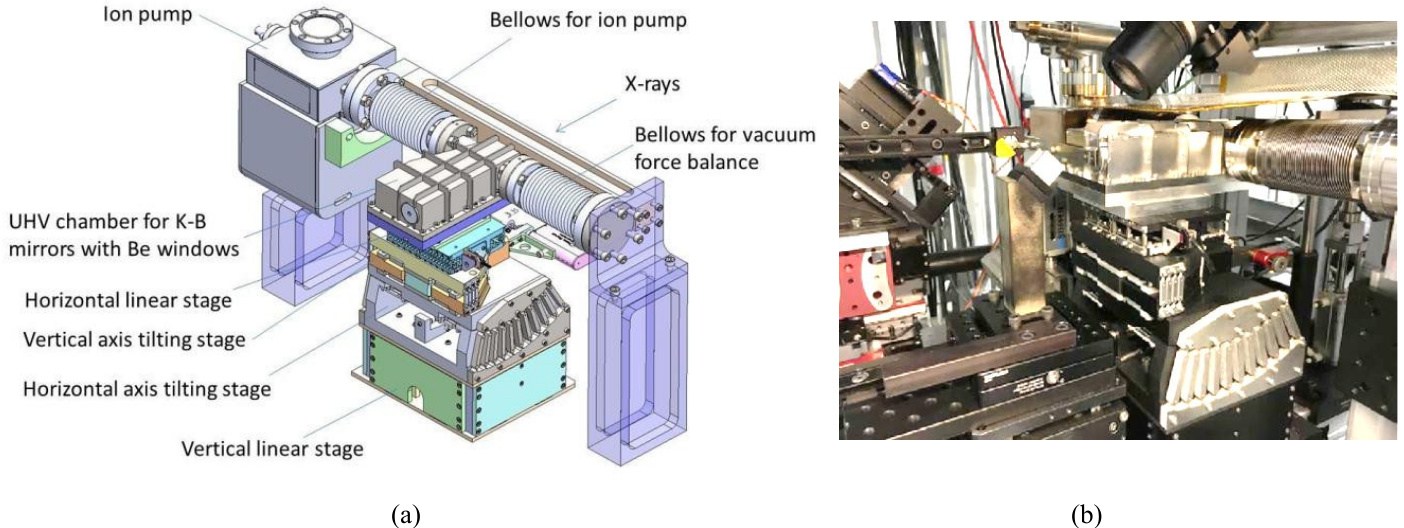 Ion pump
Bellows for ion pump
X-rays
Bellows for vacuum
force balance
UHV chamber for K-B
mirrors with Be windows
Horizontal linear stage
Vertical axis tilting stage
Horizontal axis tilting stage
Vertical linear stage
(a)
(b)